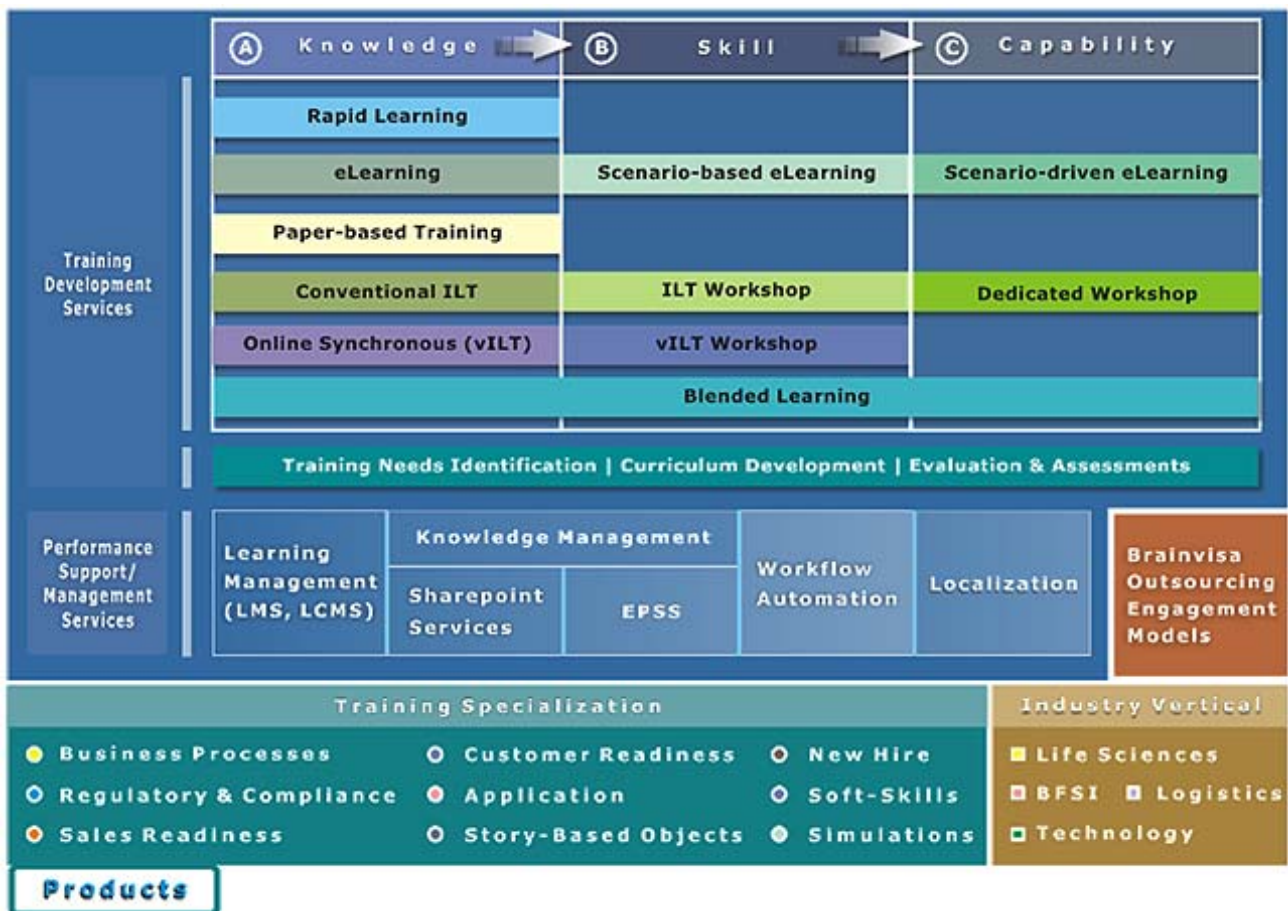 A Knowledge
B Skill
C Capability
Training
Development
Services
Rapid Learning
eLearning
Scenario-based eLearning
Scenario-driven eLearning
Paper-based Training
Conventional ILT
ILT Workshop
Dedicated Workshop
Online Synchronous (vILT)
vILT Workshop
Blended Learning
Training Needs Identification | Curriculum Development | Evaluation & Assessments
Performance
Support/
Management
Services
Learning
Management
(LMS, LCMS)
Knowledge Management
Sharepoint
Services
EPSS
Workflow
Automation
Localization
Brainvisa
Outsourcing
Engagement
Models
Training Specialization
Business Processes
Regulatory & Compliance
Sales Readiness
Customer Readiness
Application
Story-Based Objects
New Hire
Soft-Skills
Simulations
Industry Vertical
Life Sciences
BFSI Logistics
Technology
Products